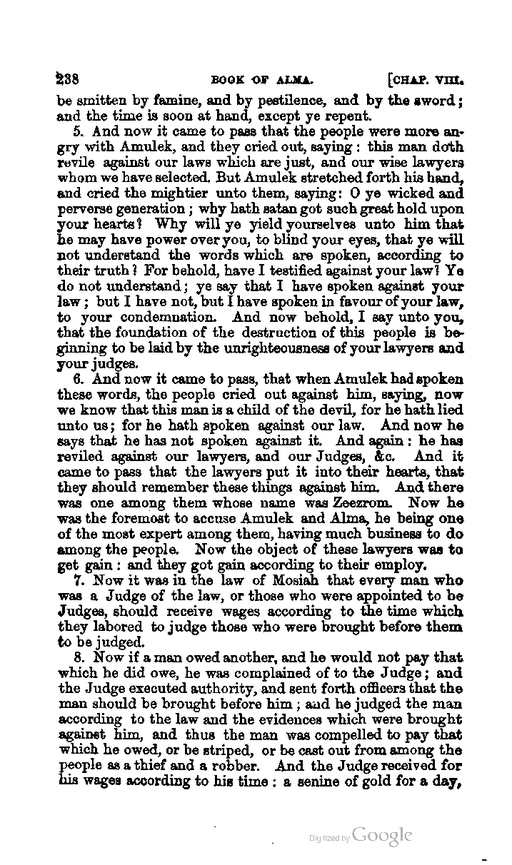 238 BOOK OF ALMA. [CHAP. VIII.
be smitten by famine, and by pestilence, and by the sword;
and the time is soon at hand, except ye repent.
5. And now it came to pass that the people were more an-
gry with Amulek, and they cried out, saying: this man doth
revile against our laws which are just, and our wise lawyers
whom we have selected. But Amulek stretched forth his hand,
and cried the mightier unto them, saying: O ye wicked and
perverse generation; why hath satan got such great hold upon
your hearts? Why will ye yield yourselves unto him that
he may have power over you, to blind your eyes, that ye will
not understand the words which are spoken, according to
their truth? For behold, have I testified against your law? Ye
do not understand; ye say that I have spoken against your
law; but I have not, but I have spoken in favour of your law,
to your condemnation. And now behold, I say unto you,
that the foundation of the destruction of this people is be-
ginning to be laid by the unrighteousness of your lawyers and
your judges.
6. And now it came to pass, that when Amulek had spoken
these words, the people cried out against him, saying, now
we know that this man is a child of the devil, for he hath lied
unto us; for he hath spoken against our law. And now he
says that he has not spoken against it. And again: he has
reviled against our lawyers, and our Judges, &c. And it
came to pass that the lawyers put it into their hearts, that
they should remember these things against him. And there
was one among them whose name was Zeezrom. Now he
was the foremost to accuse Amulek and Alma, he being one
of the most expert among them, having much business to do
among the people. Now the object of these lawyers was to
get gain: and they got gain according to their employ.
7. Now it was in the law of Mosiah that every man who
was a Judge of the law, or those who were appointed to be
Judges, should receive wages according to the time which
they labored to judge those who were brought before them
to be judged.
8. Now if a man owed another, and he would not pay that
which he did owe, he was complained of to the Judge; and
the Judge executed authority, and sent forth officers that the
man should be brought before him; and he judged the man
according to the law and the evidences which were brought
against him, and thus the man was compelled to pay that
which he owed, or be striped, or be cast out from among the
people as a thief and a robber. And the Judge received for
his wages according to his time: a senine of gold for a day,
Digitized by Google